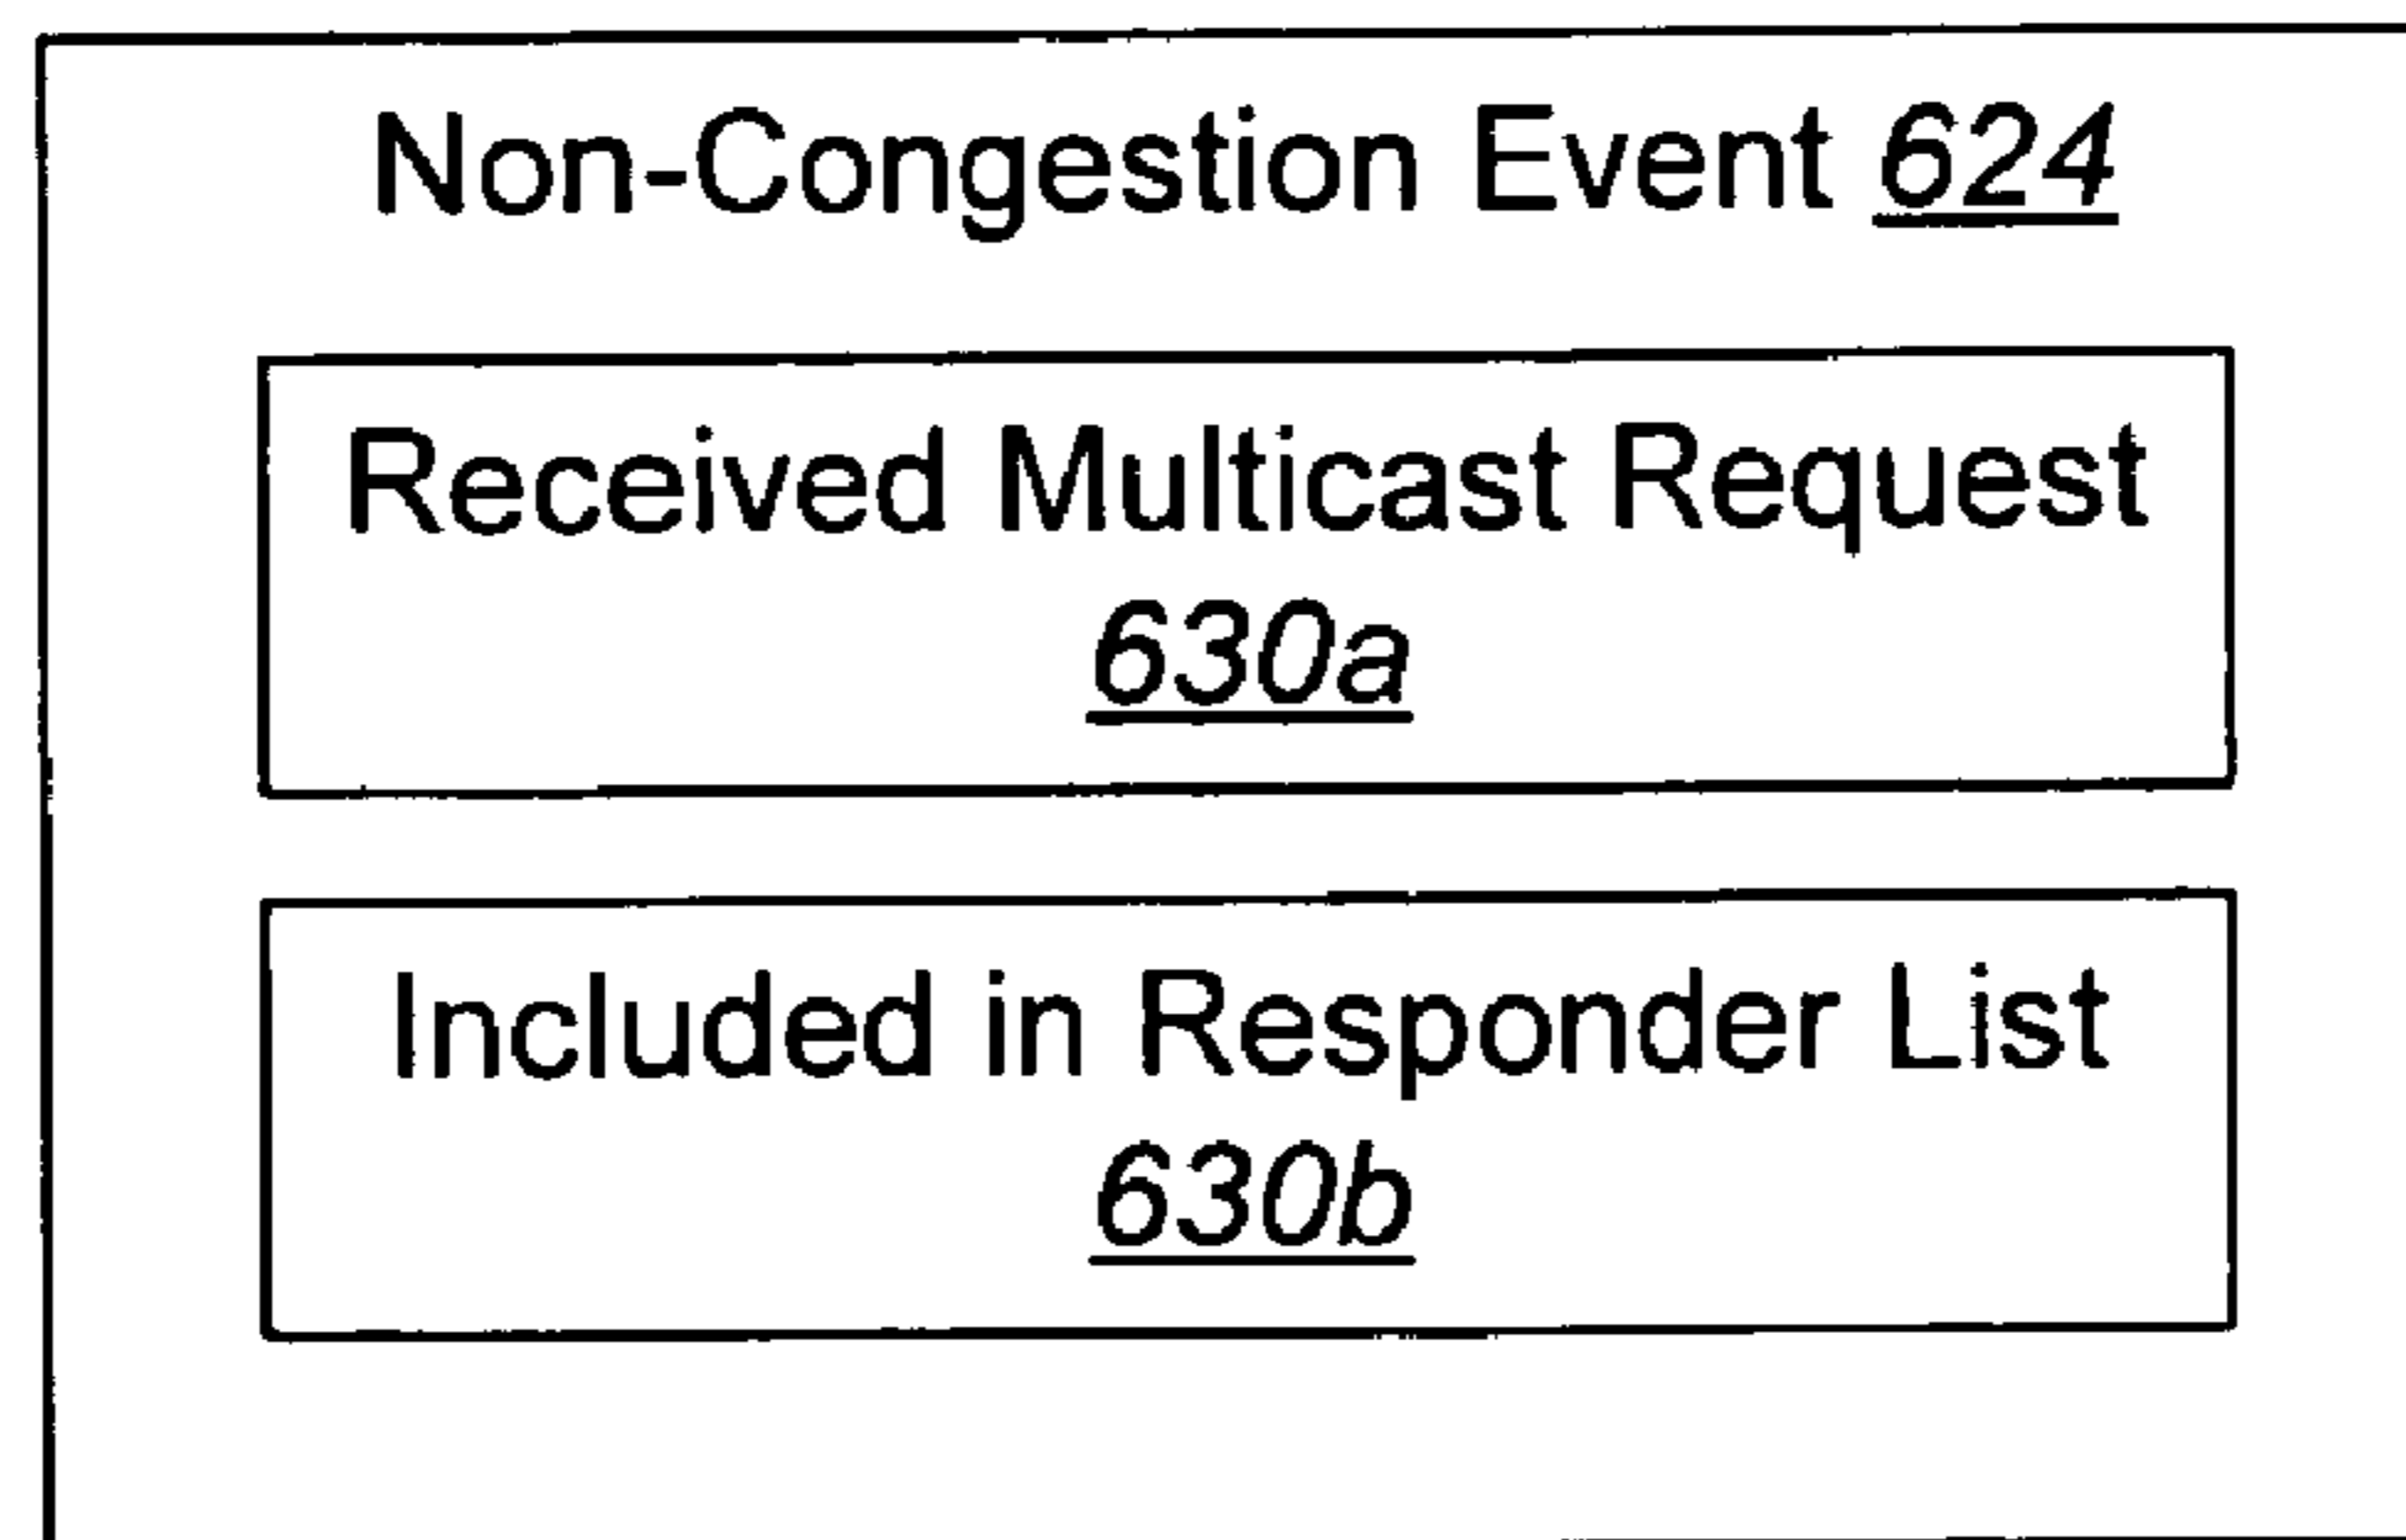 Non-Congestion Event 624
Received Multicast Request
630a
Included in Responder List
630b